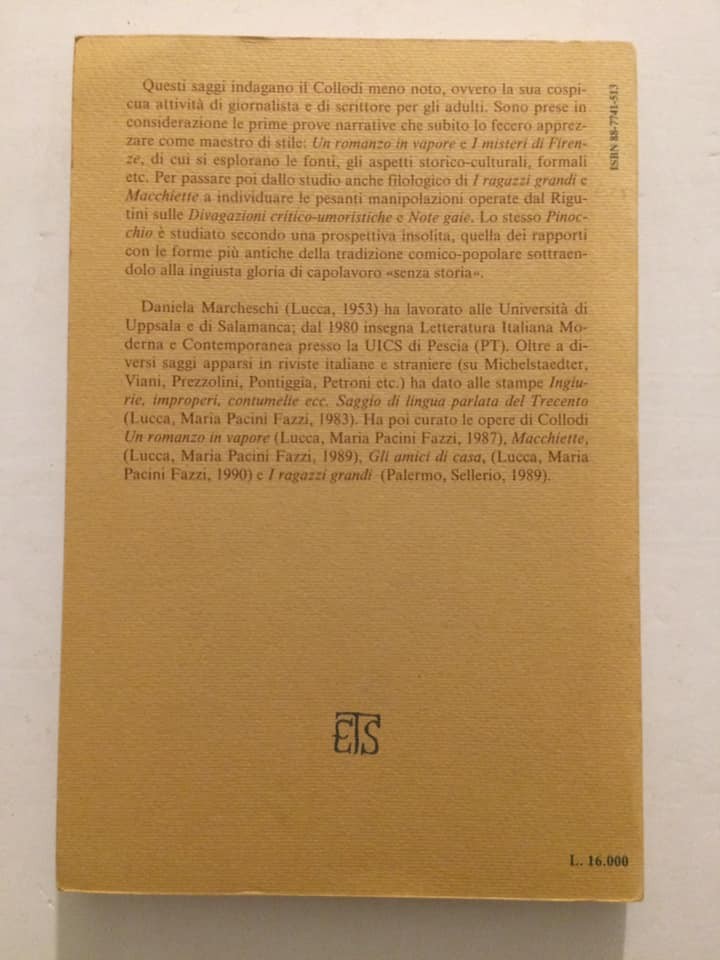 Questi saggi indagano il Collodi meno noto, ovvero la sua cospi-
cua attività di giornalista e di scrittore per gli adulti. Sono prese in
considerazione le prime prove narrative che subito lo fecero apprez-
zare come maestro di stile: Un romanzo in vapore e I misteri di Firen-
ze, di cui si esplorano le fonti, gli aspetti storico-culturali, formali
etc. Per passare poi dallo studio anche filologico di I ragazzi grandi e
Macchiette a individuare le pesanti manipolazioni operate dal Rigu-
tini sulle Divagazioni critico-umoristiche e Note gaie. Lo stesso Pinoc-
chio è studiato secondo una prospettiva insolita, quella dei rapporti
con le forme più antiche della tradizione comico-popolare sottraen-
dolo alla ingiusta gloria di capolavoro «senza storia».
Daniela Marcheschi (Lucca, 1953) ha lavorato alle Università di
Uppsala e di Salamanca; dal 1980 insegna Letteratura Italiana Mo-
derna e Contemporanea presso la UICS di Pescia (PT). Oltre a di-
versi saggi apparsi in riviste italiane e straniere (su Michelstaedter,
Viani, Prezzolini, Pontiggia, Petroni etc.) ha dato alle stampe Ingiu-
rie, improperi, contumelie ecc. Saggio di lingua parlata del Trecento
(Lucca, Maria Pacini Fazzi, 1983). Ha poi curato le opere di Collodi
Un romanzo in vapore (Lucca, Maria Pacini Fazzi, 1987), Macchiette,
(Lucca, Maria Pacini Fazzi, 1989), Gli amici di casa, (Lucca, Maria
Pacini Fazzi, 1990) e I ragazzi grandi (Palermo, Sellerio, 1989).
ISBN 88-7741-513
ETS
L. 16.000